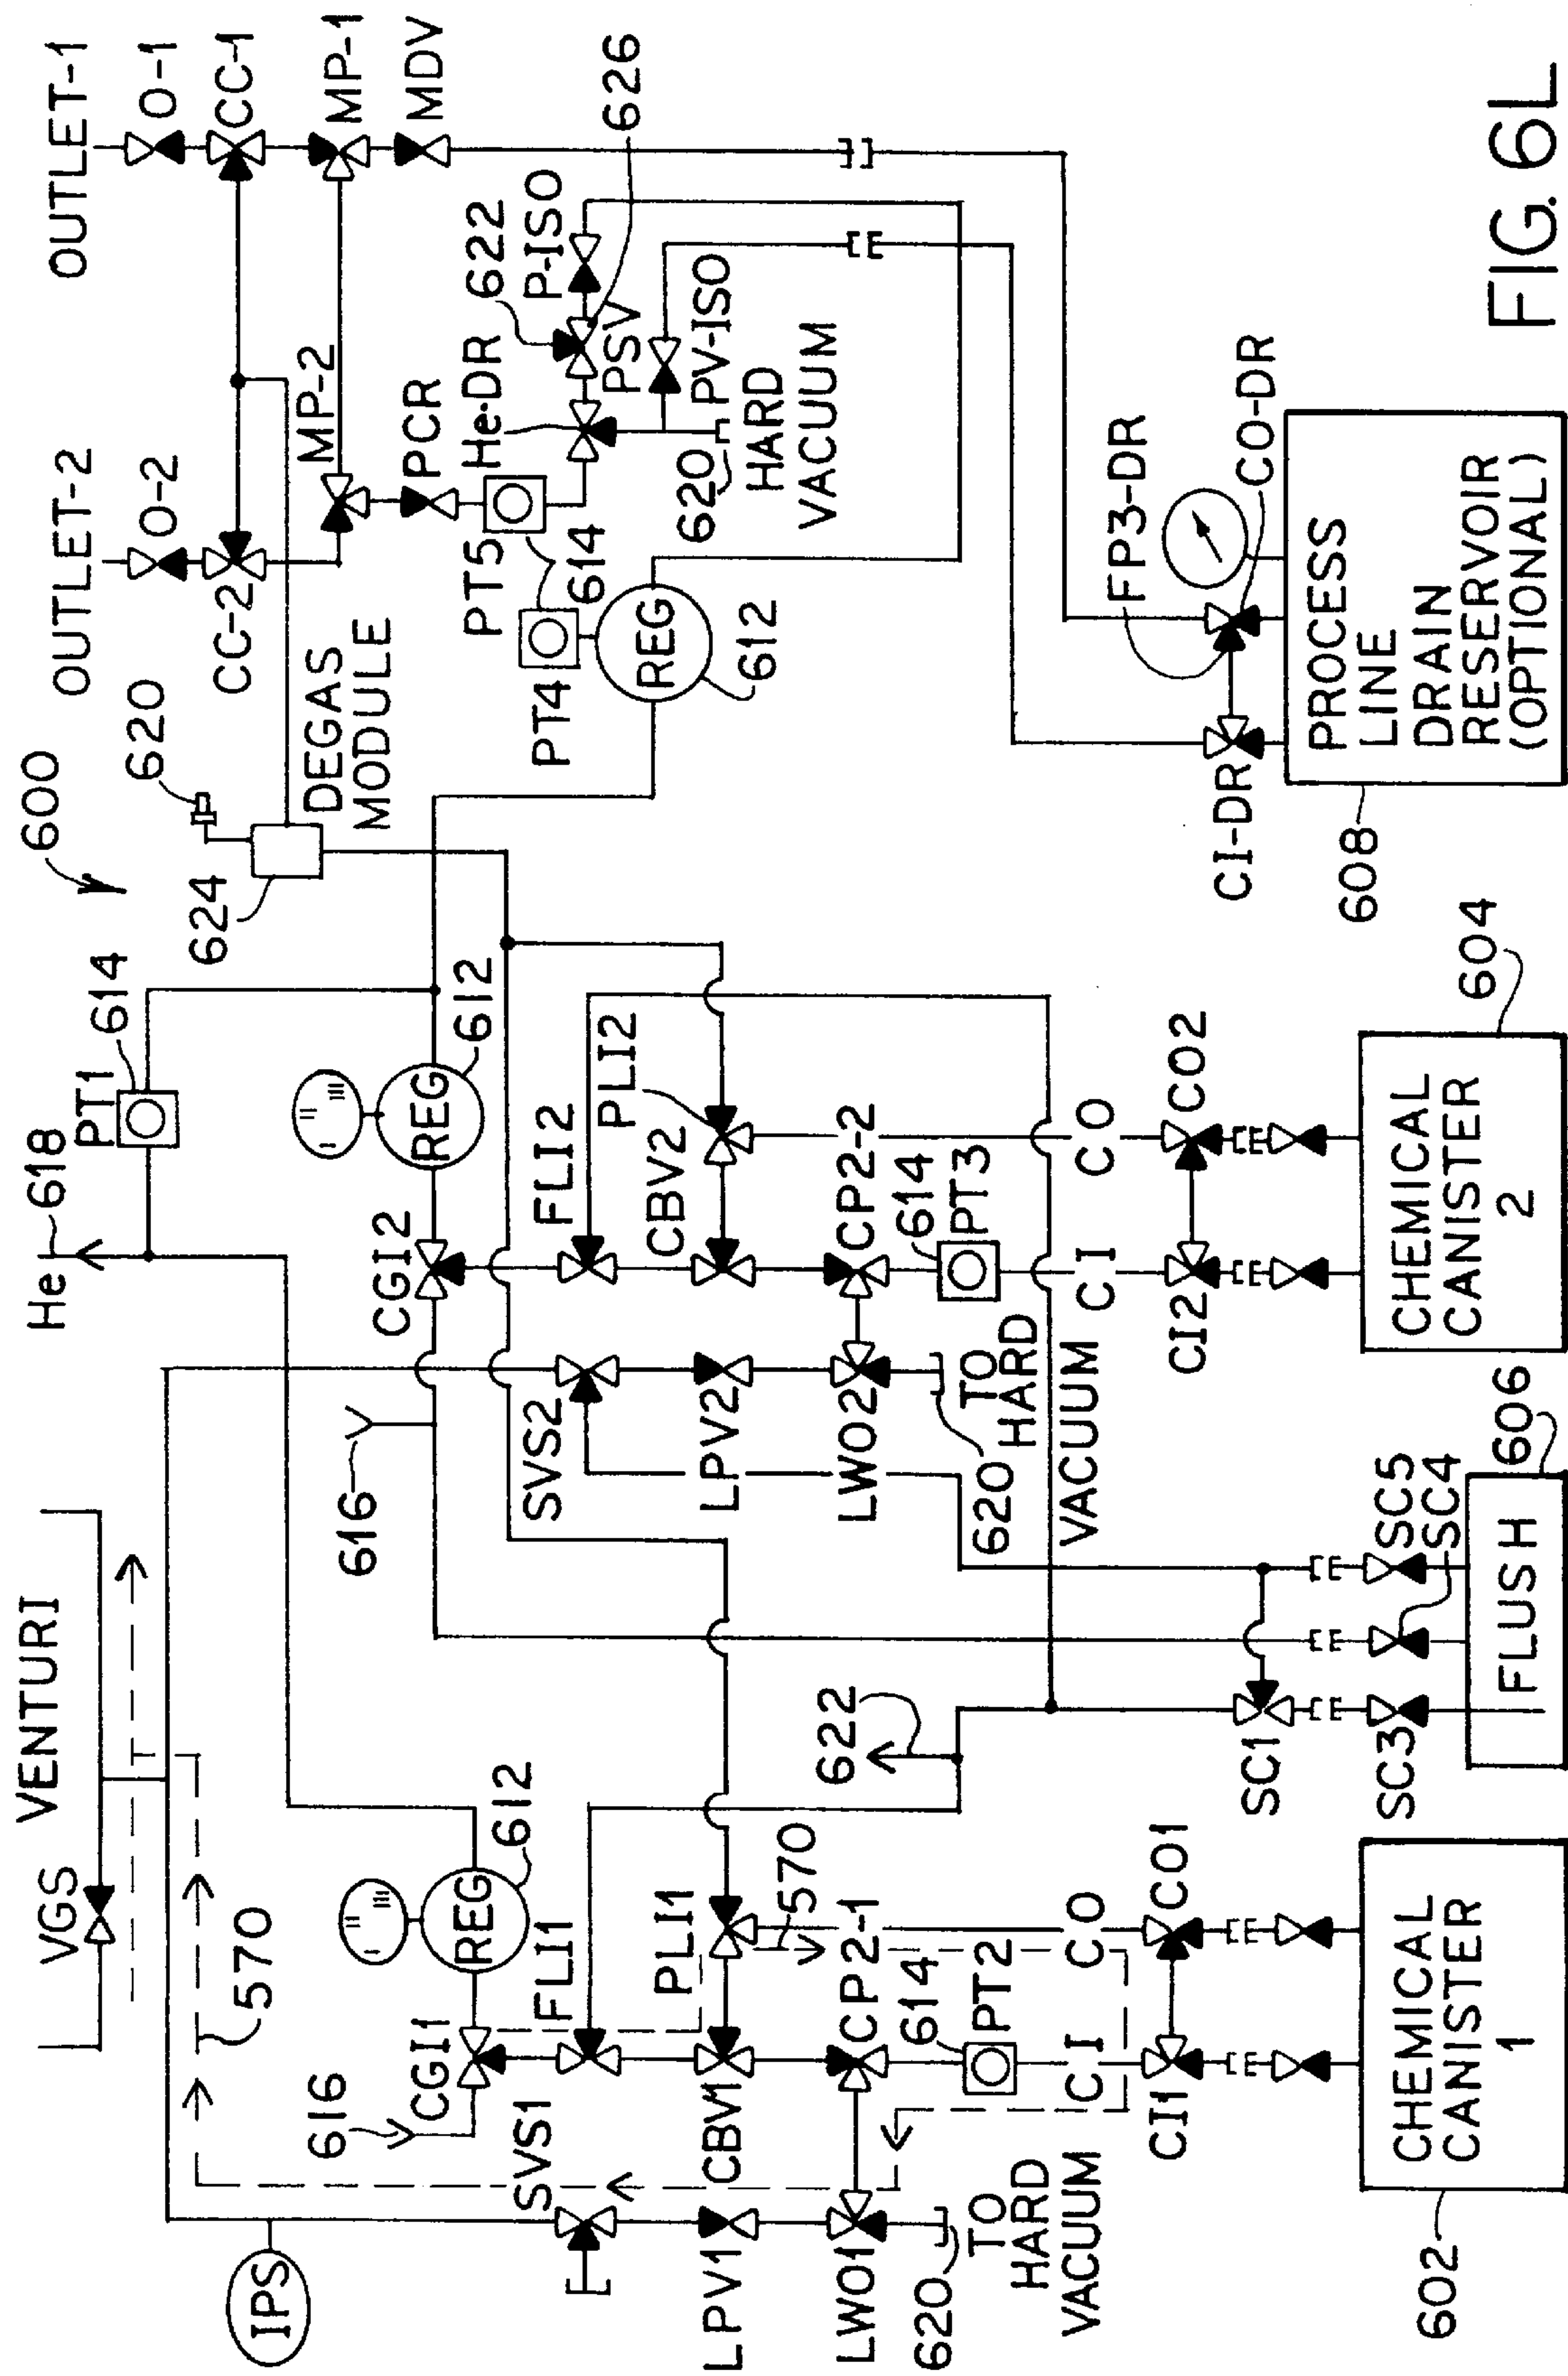 VENTURI
VGS
570
IPS
616
CGI1
REG
612
SVS1
FLI1
PLI1
570
LPV1
CBV1
CP2-1
LWO1
620
TO
HARD
VACUUM
614
PT2
CI
CO
CI1
CO1
CHEMICAL
CANISTER
1
602
622
SC1
SC3
SC5
SC4
FLUSH
606
He
618
PT1
614
616
CGI2
REG
612
SVS2
FLI2
PLI2
LPV2
CBV2
CP2-2
LWO2
620
TO
HARD
VACUUM
614
PT3
CI
CO
CI2
CO2
CHEMICAL
CANISTER
2
604
600
620
624
DEGAS
MODULE
OUTLET-2
O-2
CC-2
MP-2
OUTLET-1
O-1
CC-1
MP-1
MDV
PCR
PT5
614
PT4
REG
612
He-DR
622
PSV
P-ISO
626
PV-ISO
620
HARD
VACUUM
FP3-DR
CO-DR
CI-DR
PROCESS
LINE
DRAIN
RESERVOIR
(OPTIONAL)
608
FIG. 6L